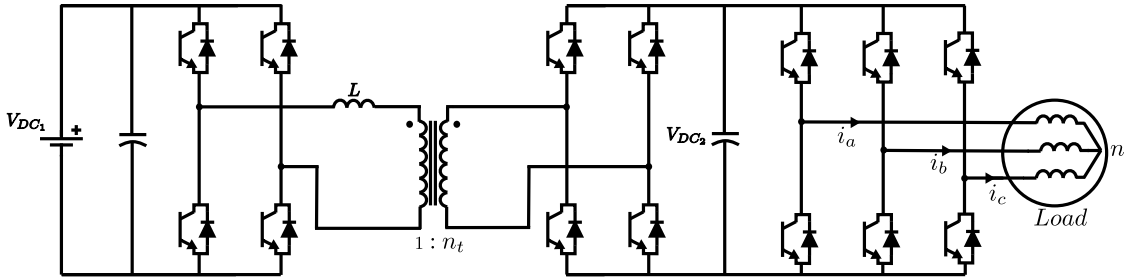 L
V_{DC_1}
+
V_{DC_2}
i_a
i_b
i_c
n
Load
1 : n_t